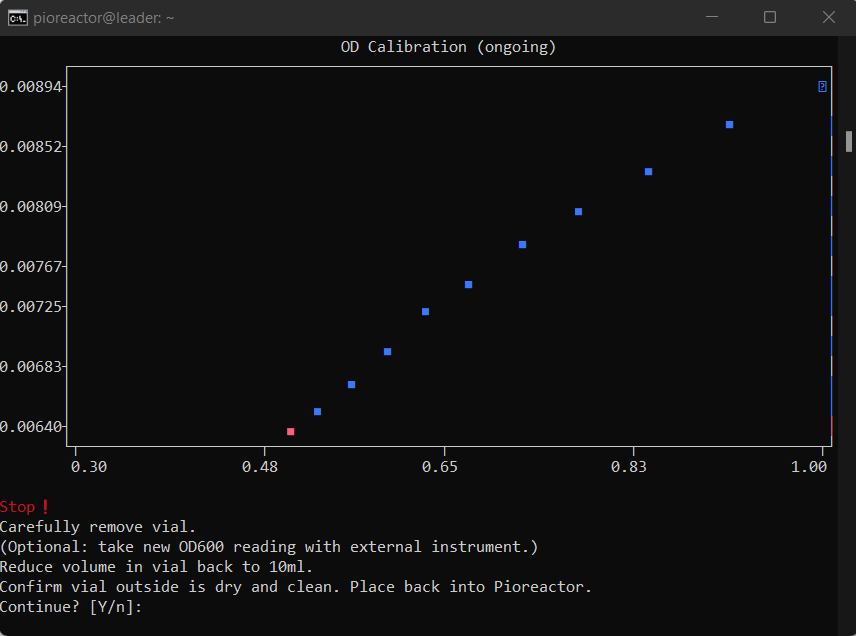 pioreactor@leader: ~
OD Calibration (ongoing)
0.00894
0.00852
0.00809
0.00767
0.00725
0.00683
0.00640
0.30 0.48 0.65 0.83 1.00
Stop❗
Carefully remove vial.
(Optional: take new OD600 reading with external instrument.)
Reduce volume in vial back to 10ml.
Confirm vial outside is dry and clean. Place back into Pioreactor.
Continue? [Y/n]: